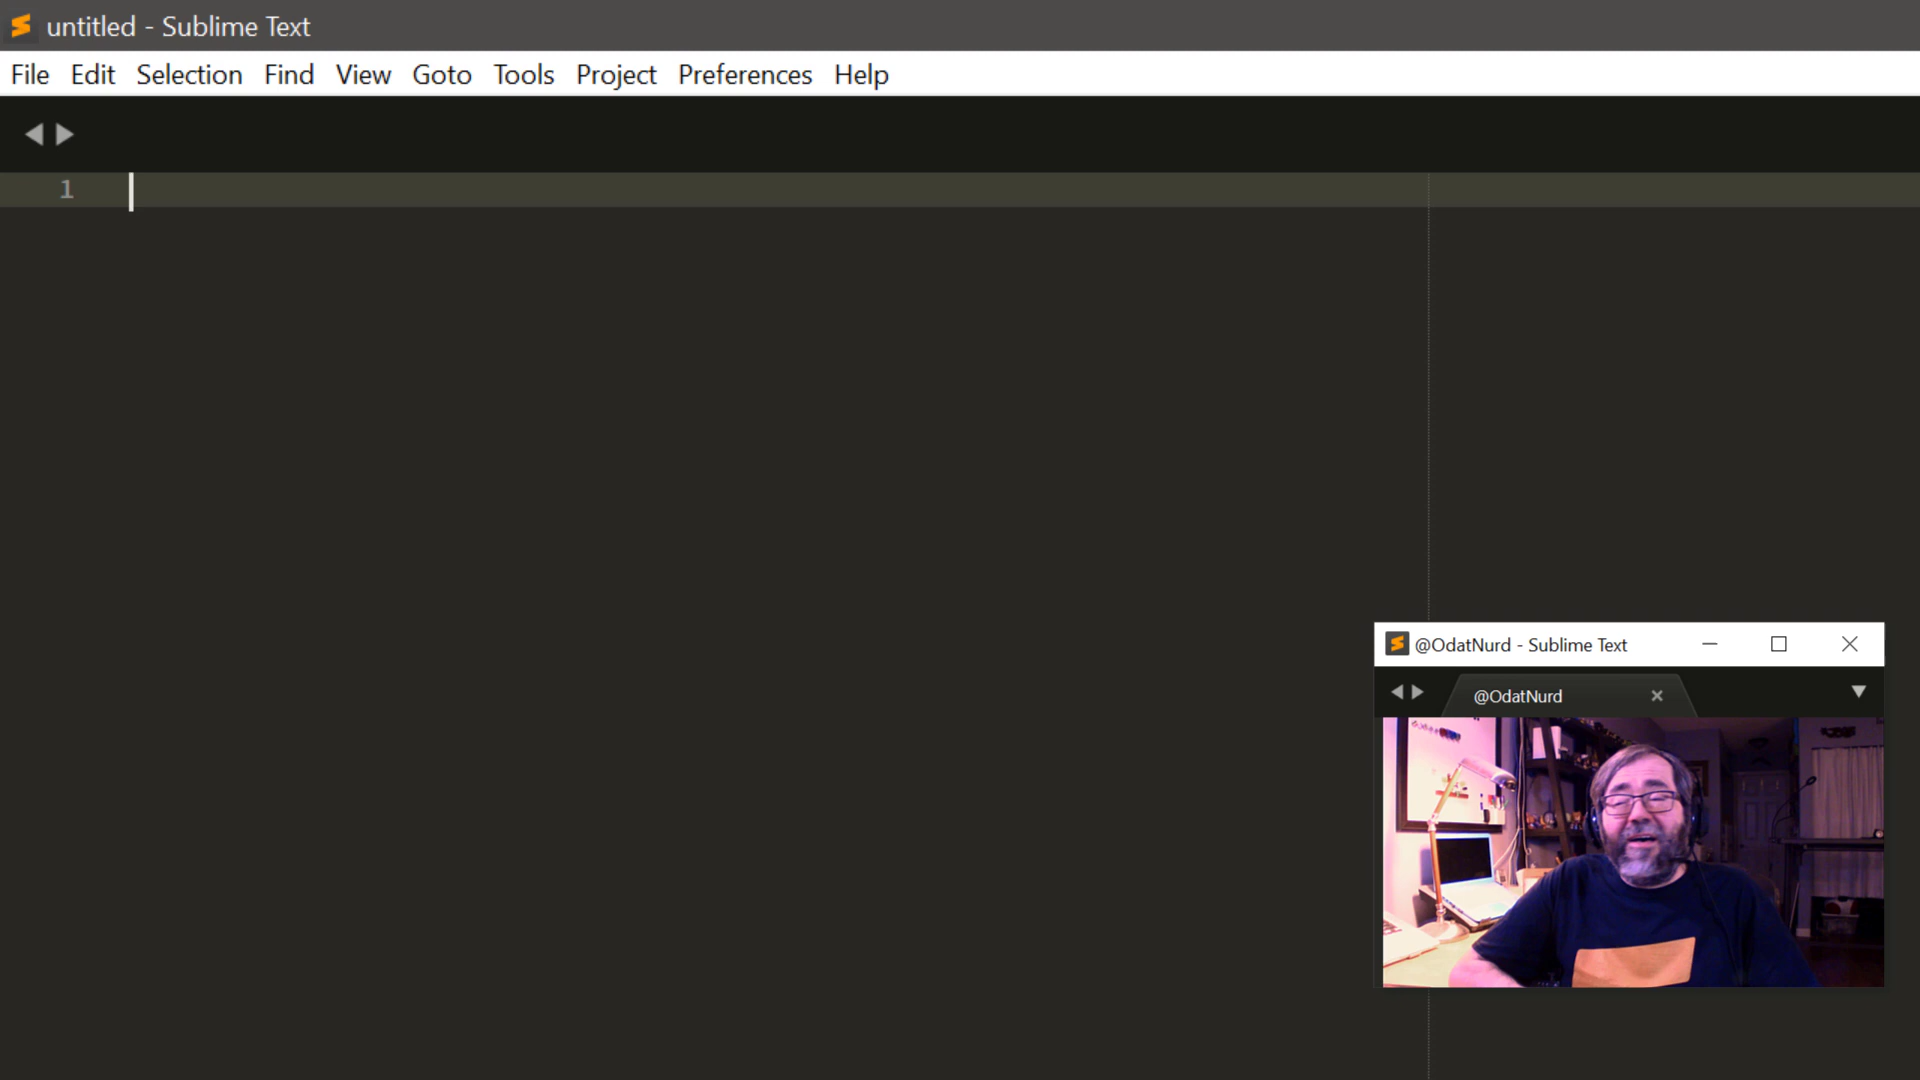 untitled - Sublime Text
File Edit Selection Find View Goto Tools Project Preferences Help
1
@OdatNurd - Sublime Text
@OdatNurd